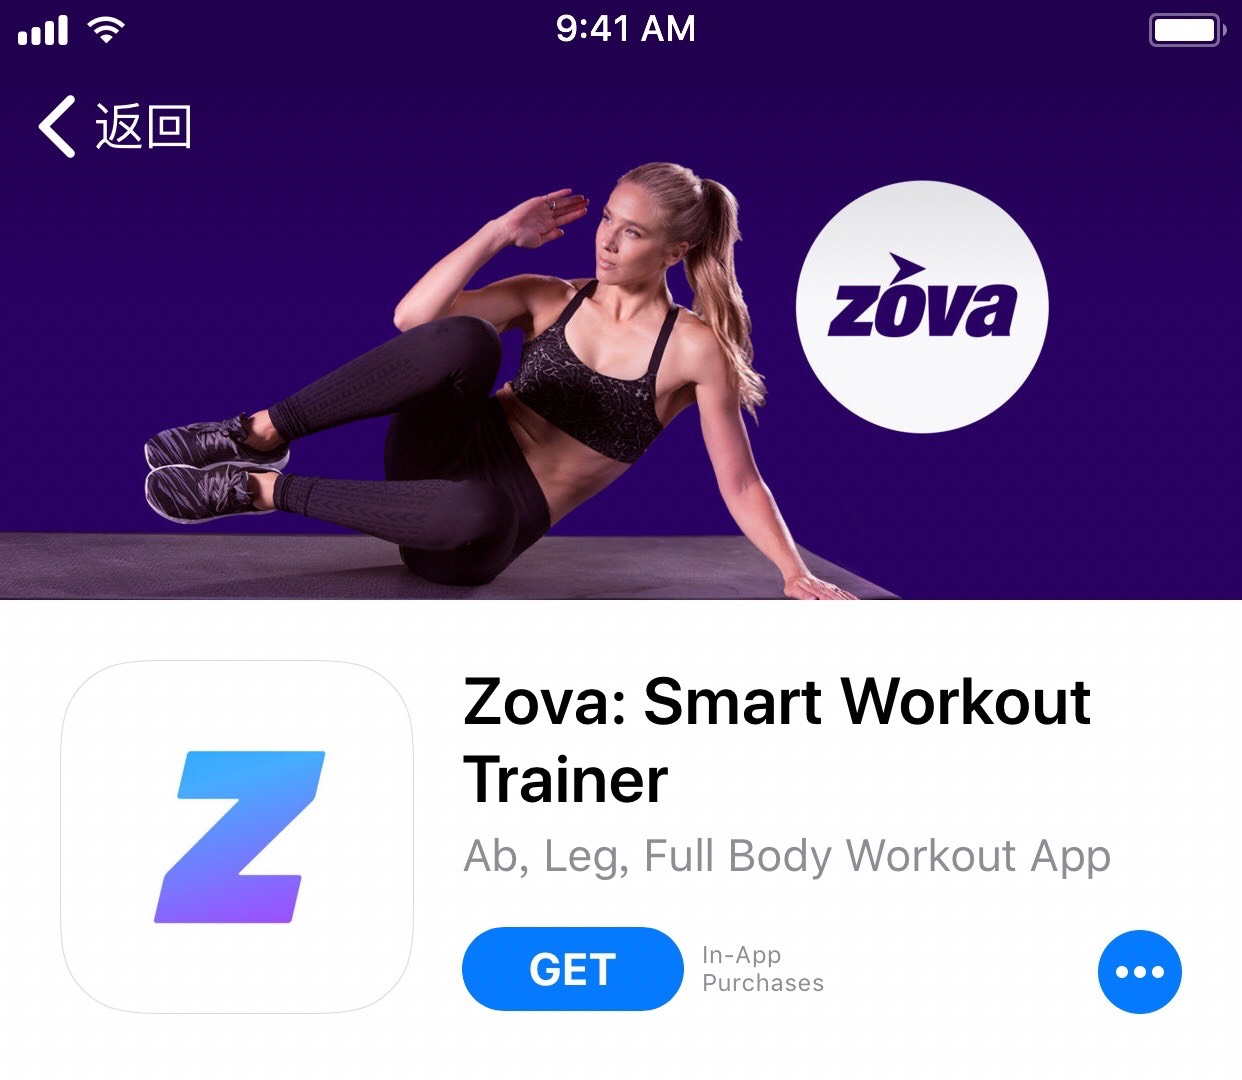 9:41 AM
返回
zova
Zova: Smart Workout
Trainer
Ab, Leg, Full Body Workout App
GET
In-App
Purchases